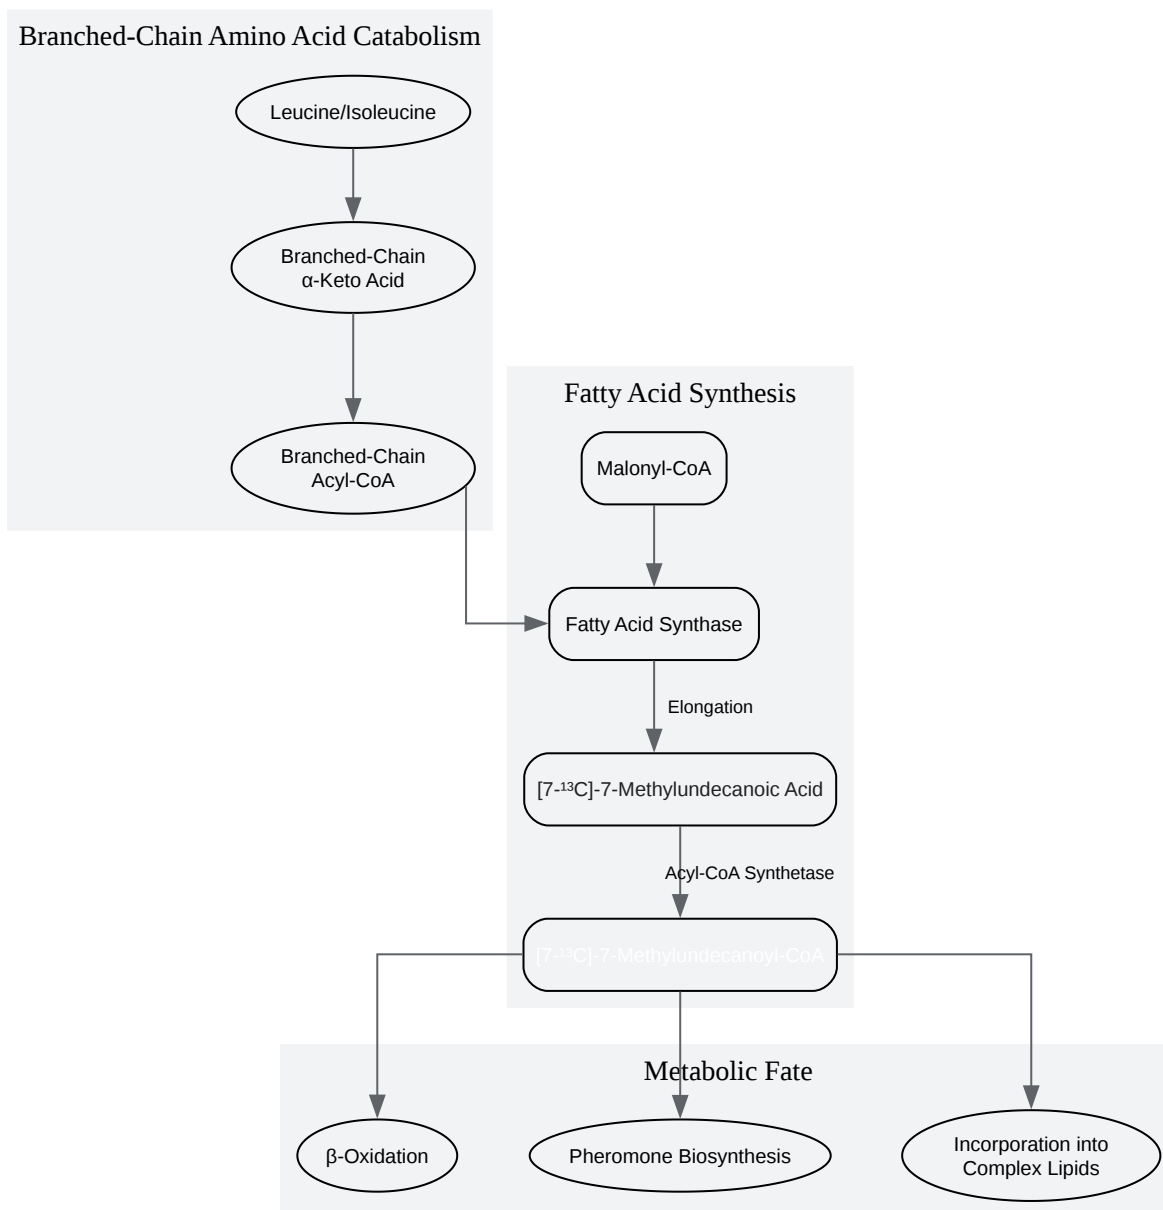 Branched-Chain Amino Acid Catabolism
Leucine/Isoleucine
Branched-Chain
α-Keto Acid
Branched-Chain
Acyl-CoA
Fatty Acid Synthesis
Malonyl-CoA
Fatty Acid Synthase
Elongation
[7-¹³C]-7-Methylundecanoic Acid
Acyl-CoA Synthetase
[7-¹³C]-7-Methylundecanoyl-CoA
Metabolic Fate
β-Oxidation
Pheromone Biosynthesis
Incorporation into
Complex Lipids